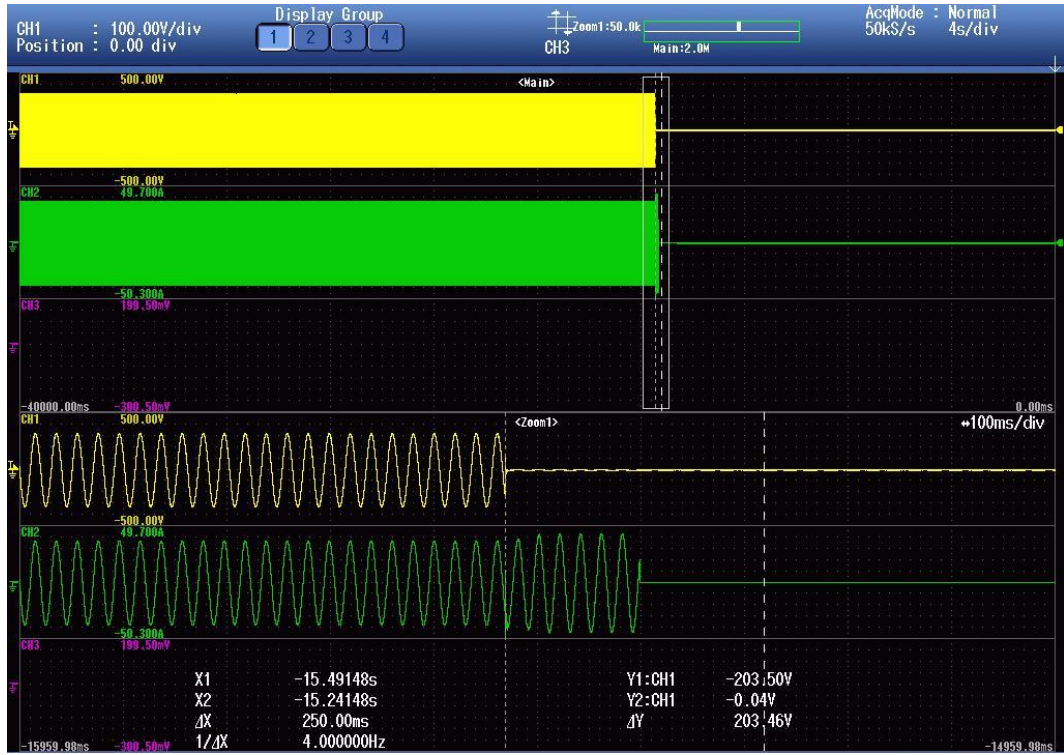 CH1 : 100.00V/div
Position : 0.00 div
Display Group
1 2 3 4
Zoom1:50.0k
CH3
Main:2.0M
AcqMode : Normal
50kS/s 4s/div
CH1 500.00V
<Main>
-500.00V
CH2 49.700A
-50.300A
CH3 199.50mV
-40000.00ms -300.50mV 0.00ms
CH1 500.00V
<Zoom1>
↔100ms/div
-500.00V
CH2 49.700A
-50.300A
CH3 199.50mV
X1 -15.49148s Y1:CH1 -203.50V
X2 -15.24148s Y2:CH1 -0.04V
⊿X 250.00ms ⊿Y 203.46V
1/⊿X 4.000000Hz
-15959.98ms -300.50mV -14959.98ms